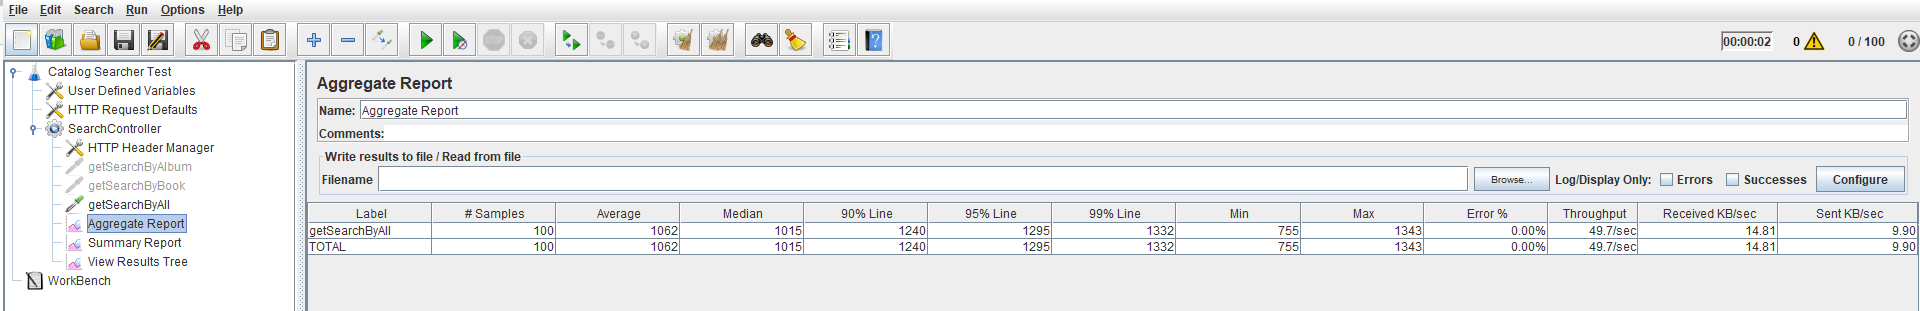 File Edit Search Run Options Help
STOP 00:00:02 0 0 / 100
Catalog Searcher Test
User Defined Variables
HTTP Request Defaults
SearchController
HTTP Header Manager
getSearchByAlbum
getSearchByBook
getSearchByAll
Aggregate Report
Summary Report
View Results Tree
WorkBench
Aggregate Report
Name: Aggregate Report
Comments:
Write results to file / Read from file
Filename Browse... Log/Display Only: Errors Successes Configure
Label # Samples Average Median 90% Line 95% Line 99% Line Min Max Error % Throughput Received KB/sec Sent KB/sec
getSearchByAll 100 1062 1015 1240 1295 1332 755 1343 0.00% 49.7/sec 14.81 9.90
TOTAL 100 1062 1015 1240 1295 1332 755 1343 0.00% 49.7/sec 14.81 9.90